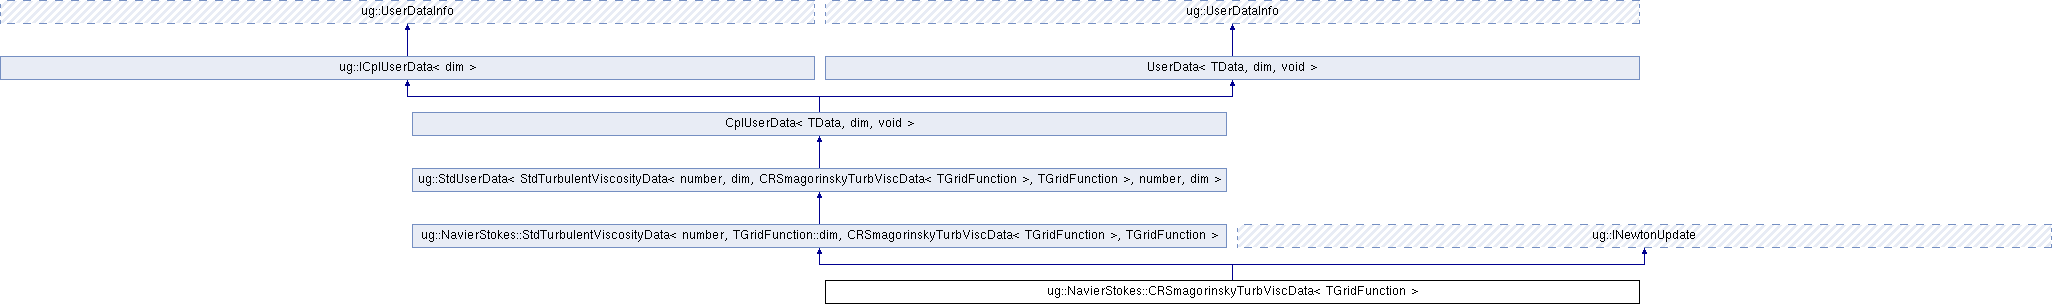 ug::UserDataInfo
ug::UserDataInfo
ug::ICplUserData< dim >
UserData< TData, dim, void >
CplUserData< TData, dim, void >
ug::StdUserData< StdTurbulentViscosityData< number, dim, CRSmagorinskyTurbViscData< TGridFunction >, TGridFunction >, number, dim >
ug::NavierStokes::StdTurbulentViscosityData< number, TGridFunction::dim, CRSmagorinskyTurbViscData< TGridFunction >, TGridFunction >
ug::INewtonUpdate
ug::NavierStokes::CRSmagorinskyTurbViscData< TGridFunction >